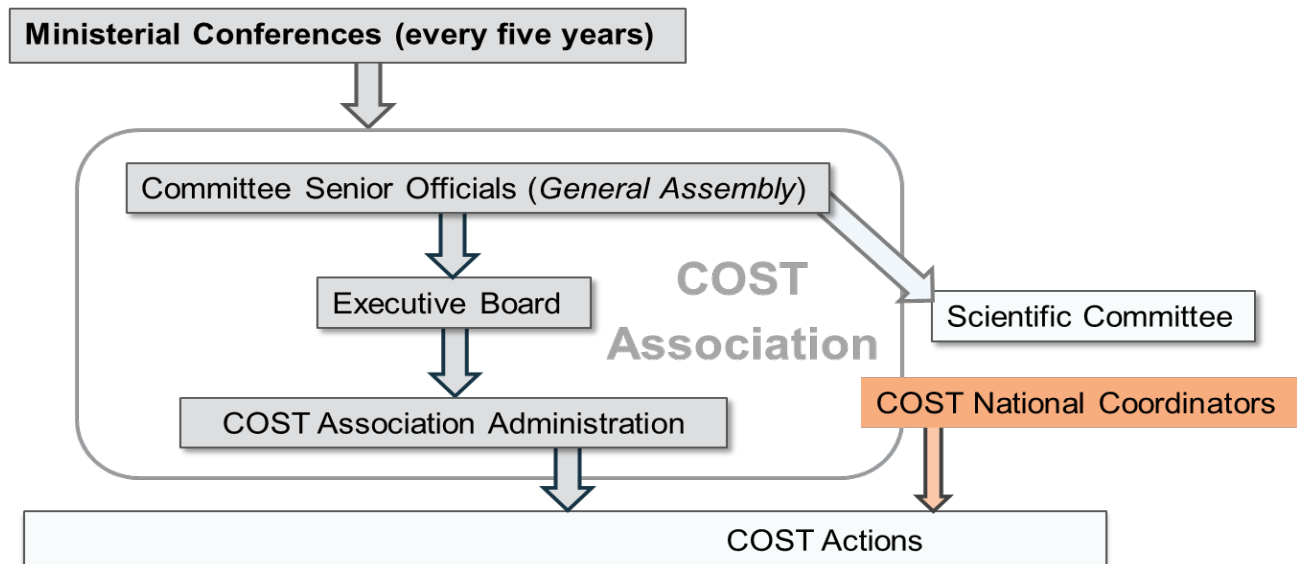 Ministerial Conferences (every five years)
Committee Senior Officials (General Assembly)
Executive Board
COST
Association
Scientific Committee
COST National Coordinators
COST Association Administration
COST Actions